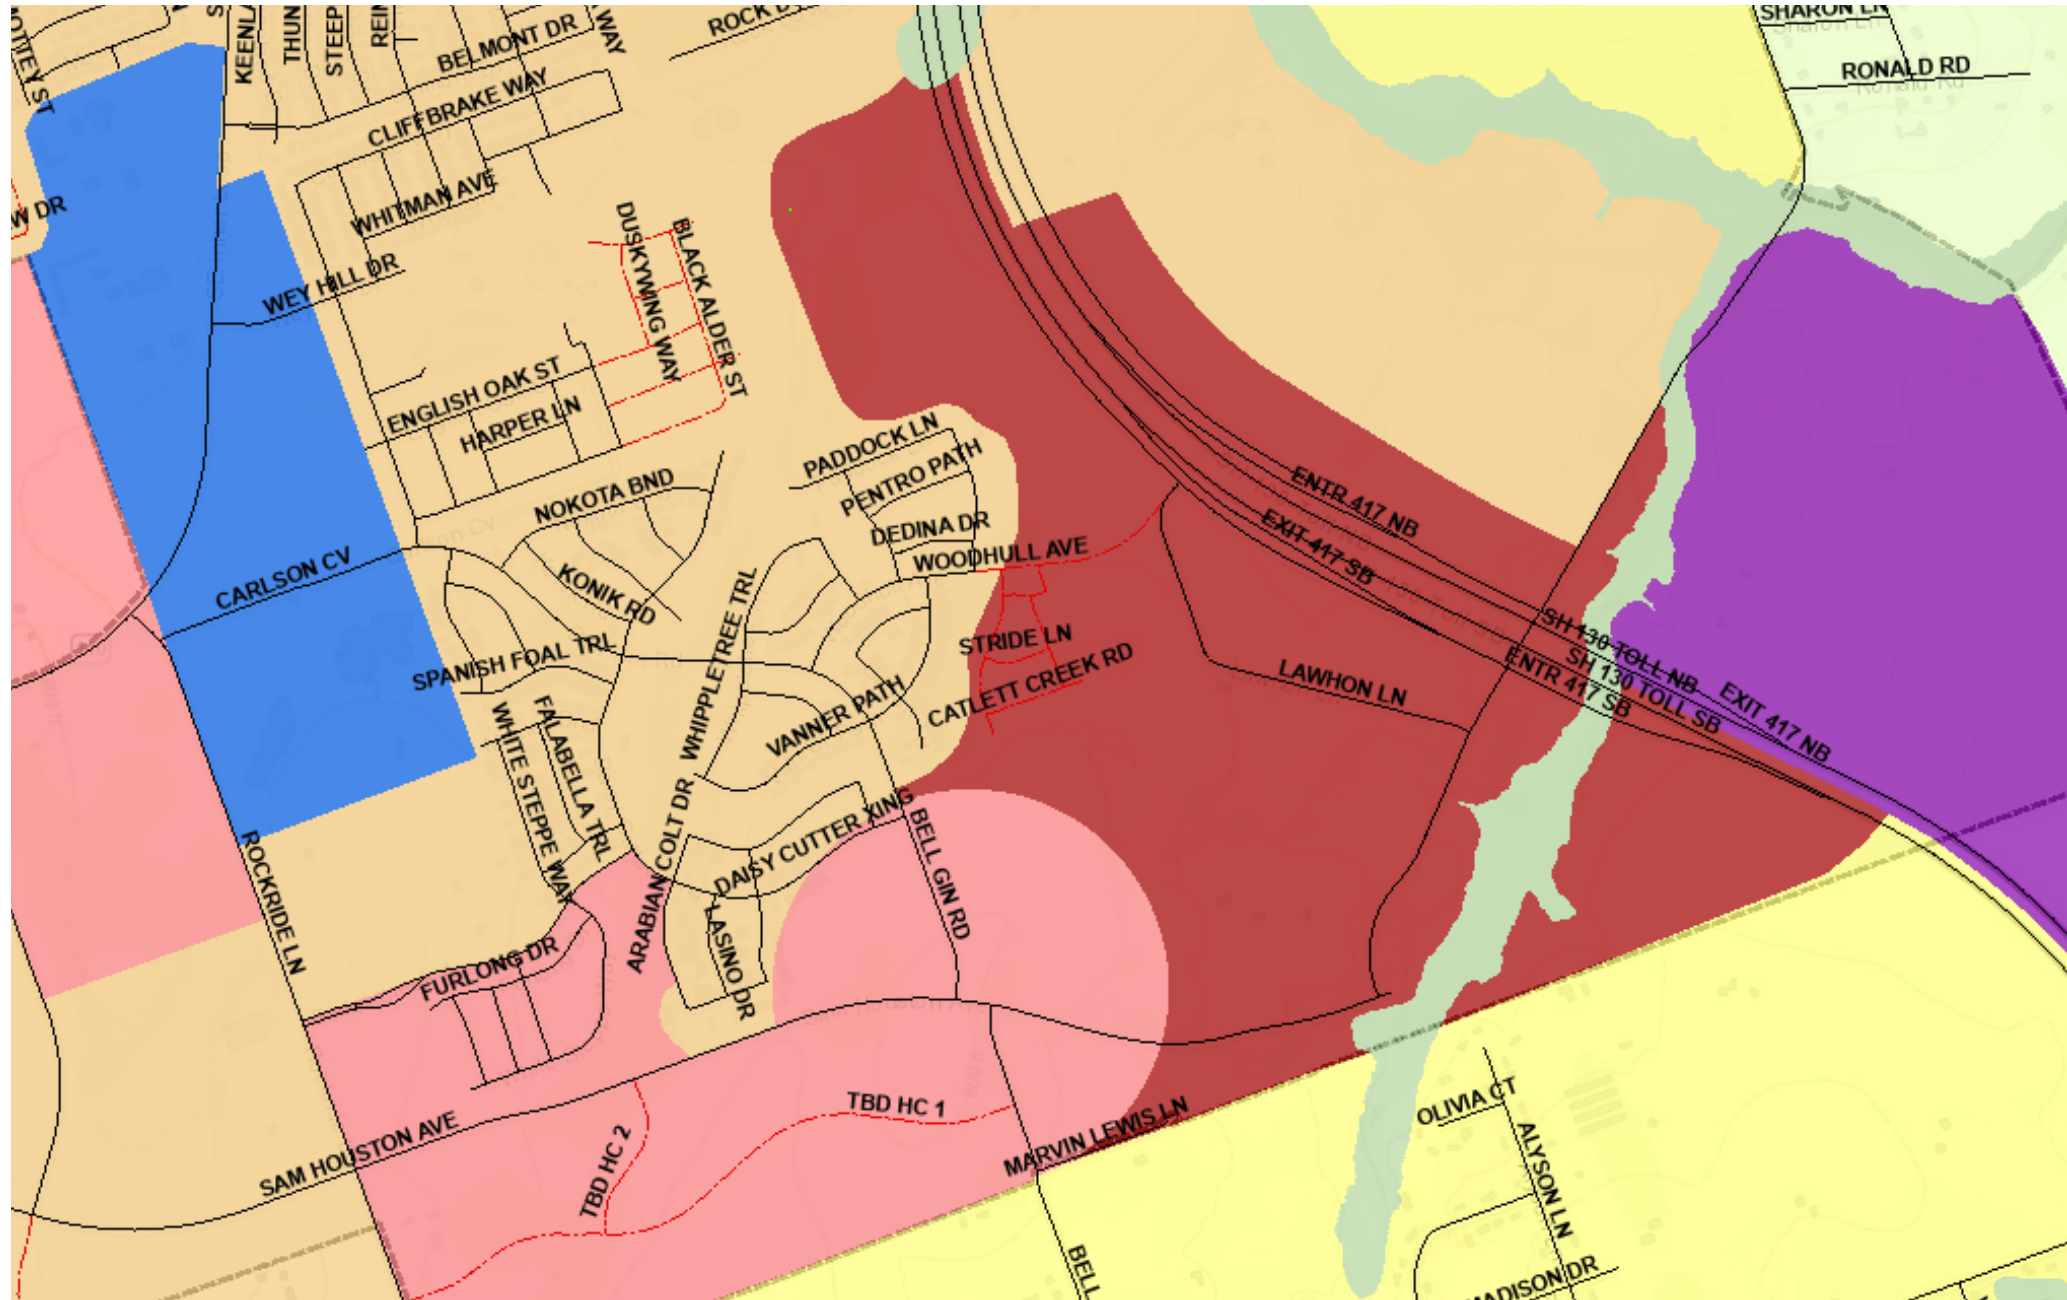 SHARON LN
Sharon Ln
RONALD RD
Ronald Rd
BELMONT DR
WAY
CLIFFBRAKE WAY
W DR
WHITMAN AVE
WEY HILL DR
DUSKYWING WAY
BLACK ALDER ST
ENGLISH OAK ST
HARPER LN
PADDOCK LN
PENTRO PATH
NOKOTA BND
DEDINA DR
WOODHULL AVE
ENTR 417 NB
EXIT 417 SB
CARLSON CV
KONIK RD
WHIPPLETREE TRL
SPANISH FOAL TRL
STRIDE LN
CATLETT CREEK RD
VANNER PATH
LAWHON LN
SH 130 TOLL NB
SH 130 TOLL SB
ENTR 417 SB
EXIT 417 NB
WHITE STEPPE WAY
FALABELLA TRL
ARABIAN COLT DR
DAISY CUTTER XING
BELL GIN RD
LASINO DR
ROCKRIDE LN
FURLONG DR
SAM HOUSTON AVE
TBD HC 1
TBD HC 2
MARVIN LEWIS LN
OLIVIA CT
ALYSON LN
BELL